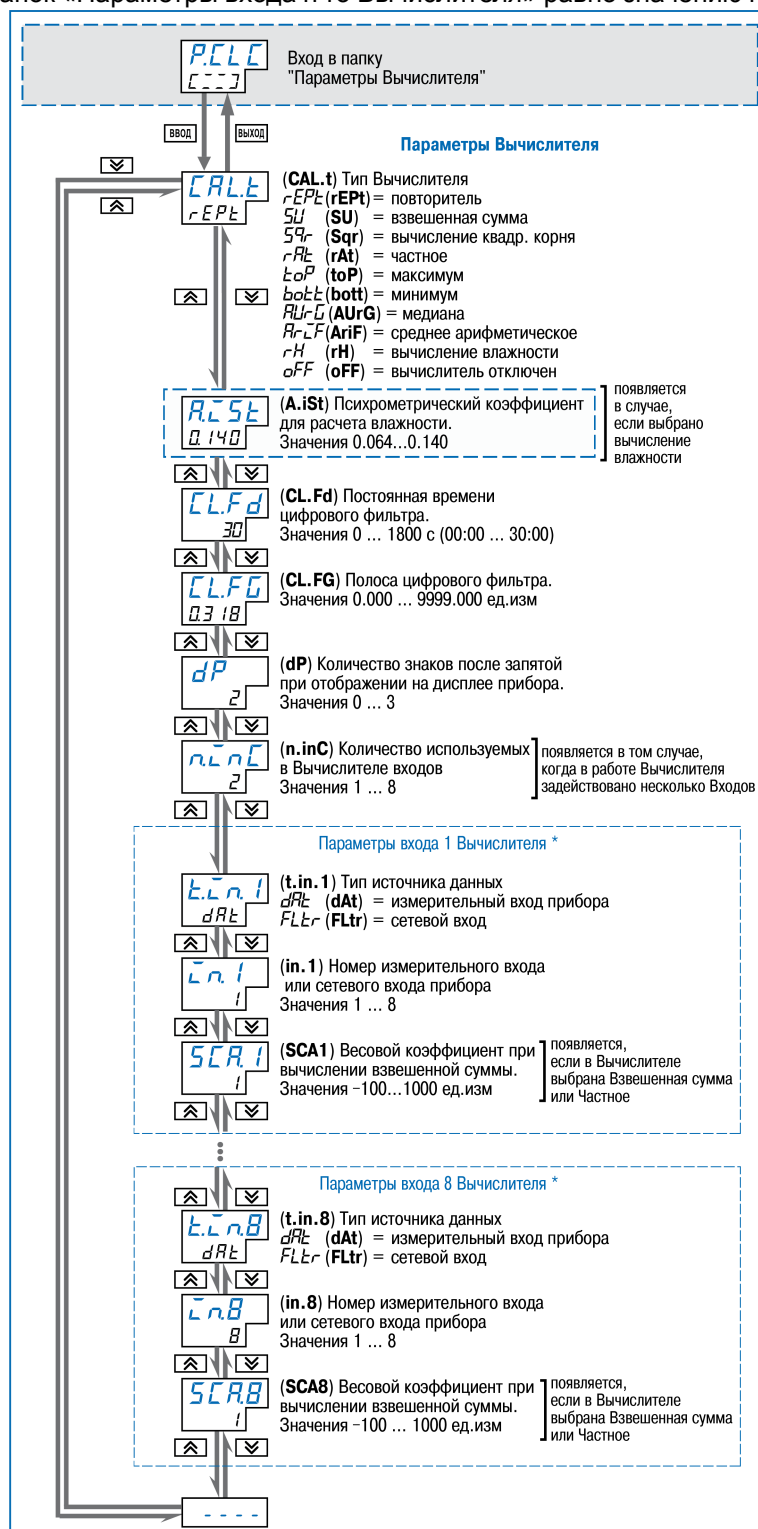 анок «Параметры входа n-го Вычислителя» равно значению
P.CLC
[---]
Вход в папку
"Параметры Вычислителя"
ВВОД
ВЫХОД
Параметры Вычислителя
CAL.t
rEPt
(CAL.t) Тип Вычислителя
rEPt (rEPt) = повторитель
SU (SU) = взвешенная сумма
Sqr (Sqr) = вычисление квадр. корня
rAt (rAt) = частное
toP (toP) = максимум
bott (bott) = минимум
AUrG (AUrG) = медиана
AriF (AriF) = среднее арифметическое
rH (rH) = вычисление влажности
oFF (oFF) = вычислитель отключен
A.iSt
0.140
(A.iSt) Психрометрический коэффициент
для расчета влажности.
Значения 0.064...0.140
появляется
в случае,
если выбрано
вычисление
влажности
CL.Fd
30
(CL.Fd) Постоянная времени
цифрового фильтра.
Значения 0 ... 1800 с (00:00 ... 30:00)
CL.FG
0.318
(CL.FG) Полоса цифрового фильтра.
Значения 0.000 ... 9999.000 ед.изм
dP
2
(dP) Количество знаков после запятой
при отображении на дисплее прибора.
Значения 0 ... 3
n.inC
2
(n.inC) Количество используемых
в Вычислителе входов
Значения 1 ... 8
появляется в том случае,
когда в работе Вычислителя
задействовано несколько Входов
Параметры входа 1 Вычислителя *
t.in.1
dAt
(t.in.1) Тип источника данных
dAt (dAt) = измерительный вход прибора
FLtr (FLtr) = сетевой вход
in.1
1
(in.1) Номер измерительного входа
или сетевого входа прибора
Значения 1 ... 8
SCA.1
1
(SCA1) Весовой коэффициент при
вычислении взвешенной суммы.
Значения -100...1000 ед.изм
появляется,
если в Вычислителе
выбрана Взвешенная сумма
или Частное
Параметры входа 8 Вычислителя *
t.in.8
dAt
(t.in.8) Тип источника данных
dAt (dAt) = измерительный вход прибора
FLtr (FLtr) = сетевой вход
in.8
8
(in.8) Номер измерительного входа
или сетевого входа прибора
Значения 1 ... 8
SCA.8
1
(SCA8) Весовой коэффициент при
вычислении взвешенной суммы.
Значения -100 ... 1000 ед.изм
появляется,
если в Вычислителе
выбрана Взвешенная сумма
или Частное
- - - -